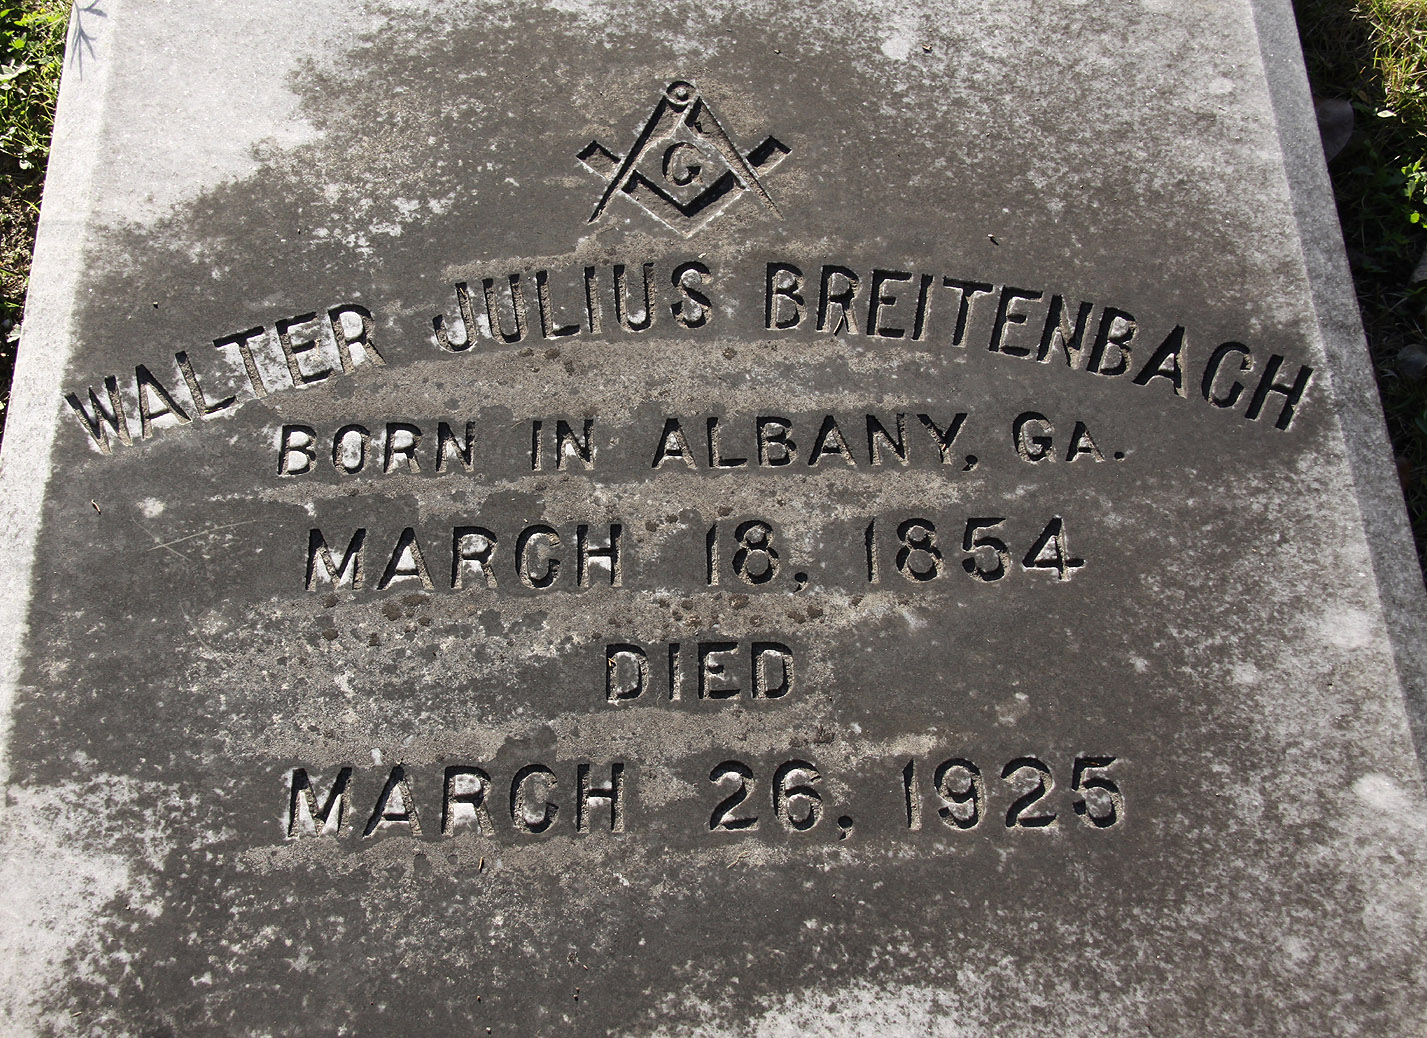 G
WALTER JULIUS BREITENBACH
BORN IN ALBANY, GA.
MARCH 18, 1854
DIED
MARCH 26, 1925